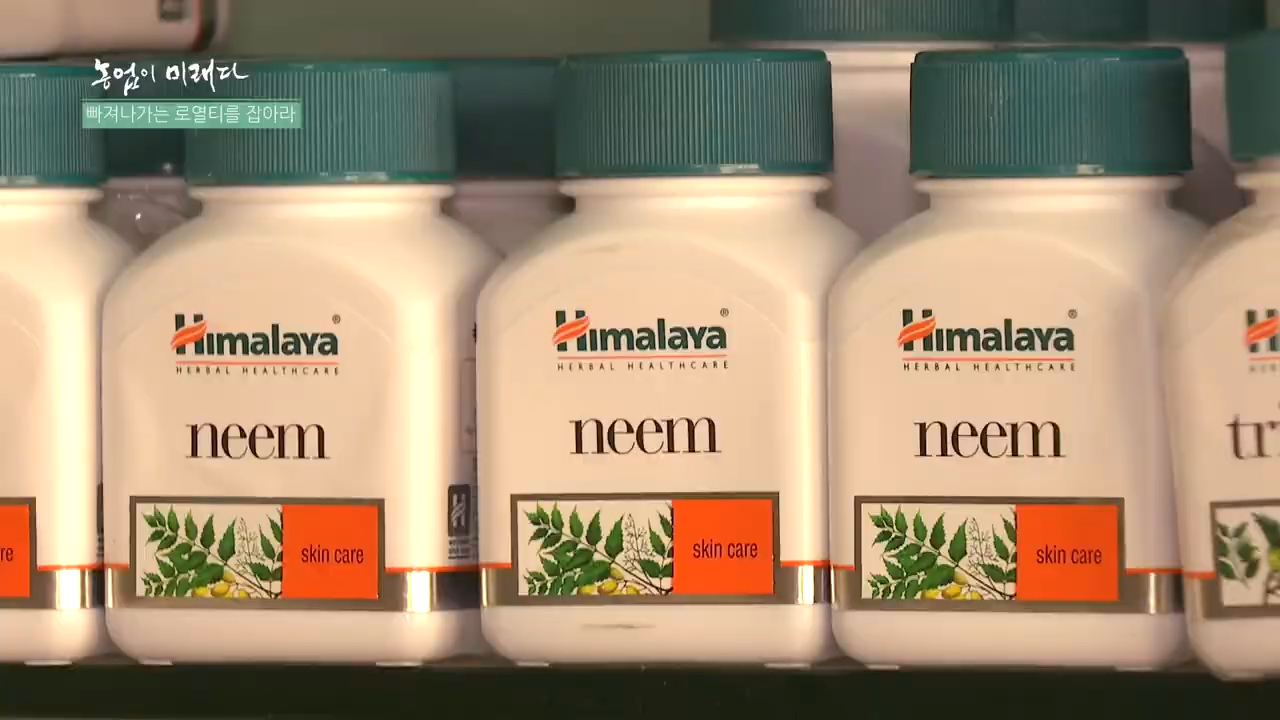 농업이 미래다
빠져나가는 로열티를 잡아라
Himalaya®
HERBAL HEALTHCARE
neem
skin care
Himalaya®
HERBAL HEALTHCARE
neem
skin care
Himalaya®
HERBAL HEALTHCARE
neem
skin care